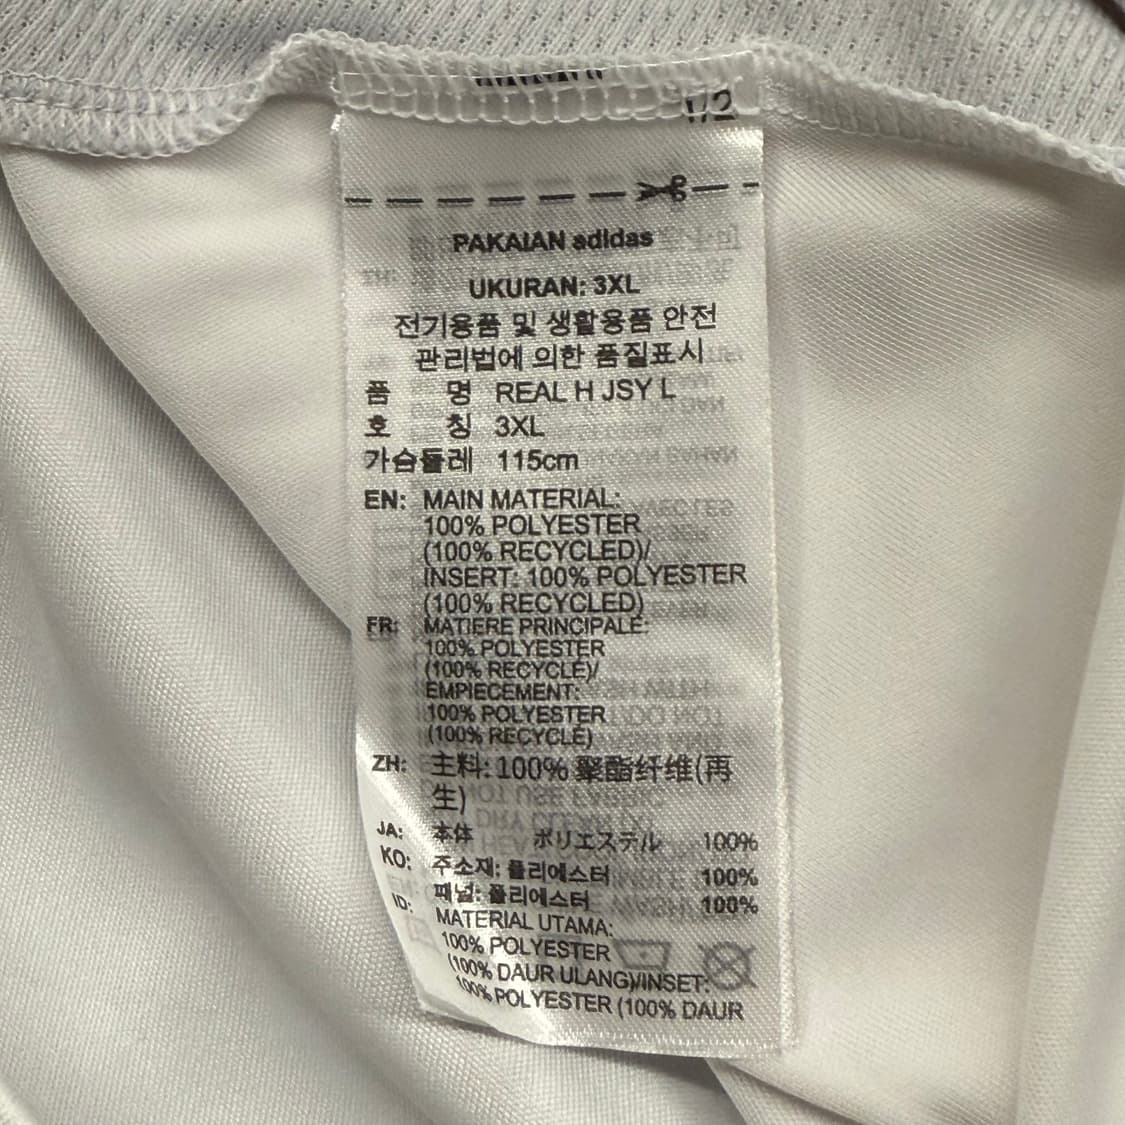 1/2
PAKAIAN adidas
UKURAN: 3XL
전기용품 및 생활용품 안전
관리법에 의한 품질표시
품 명 REAL H JSY L
호 칭 3XL
가슴둘레 115cm
EN: MAIN MATERIAL:
100% POLYESTER
(100% RECYCLED)/
INSERT: 100% POLYESTER
(100% RECYCLED)
FR: MATIERE PRINCIPALE:
100% POLYESTER
(100% RECYCLÉ)/
EMPIECEMENT:
100% POLYESTER
(100% RECYCLÉ)
ZH: 主料: 100% 聚酯纤维(再
生)
JA: 本体 ポリエステル 100%
KO: 주소재: 폴리에스터 100%
패널: 폴리에스터 100%
ID: MATERIAL UTAMA:
100% POLYESTER
(100% DAUR ULANG)/INSET:
100% POLYESTER (100% DAUR